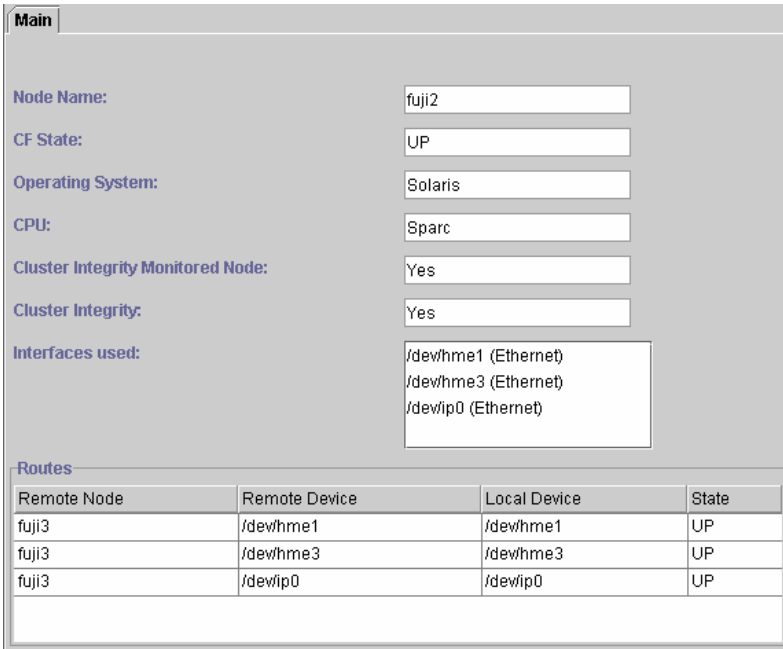 Main
Node Name: fuji2
CF State: UP
Operating System: Solaris
CPU: Sparc
Cluster Integrity Monitored Node: Yes
Cluster Integrity: Yes
Interfaces used: /dev/hme1 (Ethernet)
/dev/hme3 (Ethernet)
/dev/ip0 (Ethernet)
Routes
Remote Node Remote Device Local Device State
fuji3 /dev/hme1 /dev/hme1 UP
fuji3 /dev/hme3 /dev/hme3 UP
fuji3 /dev/ip0 /dev/ip0 UP